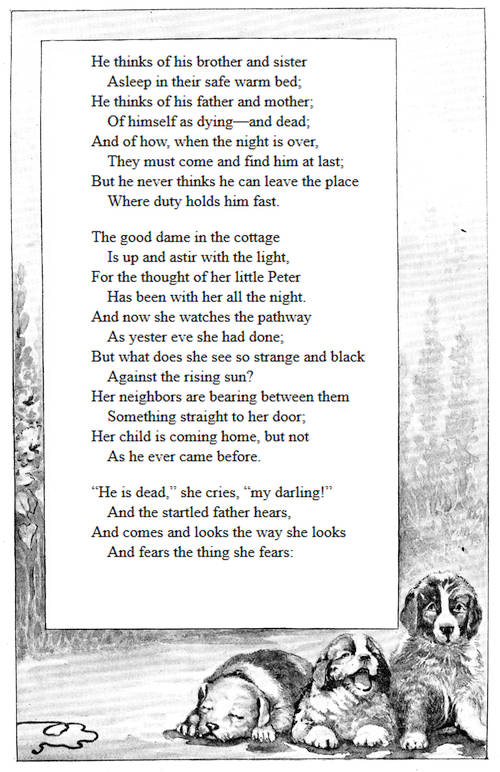 He thinks of his brother and sister
Asleep in their safe warm bed;
He thinks of his father and mother;
Of himself as dying—and dead;
And of how, when the night is over,
They must come and find him at last;
But he never thinks he can leave the place
Where duty holds him fast.
The good dame in the cottage
Is up and astir with the light,
For the thought of her little Peter
Has been with her all the night.
And now she watches the pathway
As yester eve she had done;
But what does she see so strange and black
Against the rising sun?
Her neighbors are bearing between them
Something straight to her door;
Her child is coming home, but not
As he ever came before.
“He is dead,” she cries, “my darling!”
And the startled father hears,
And comes and looks the way she looks
And fears the thing she fears: